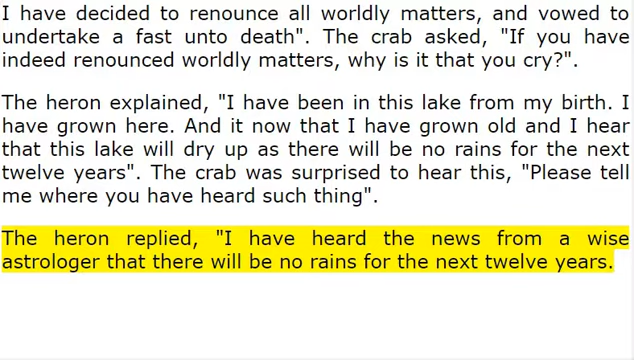 I have decided to renounce all worldly matters, and vowed to
undertake a fast unto death". The crab asked, "If you have
indeed renounced worldly matters, why is it that you cry?".
The heron explained, "I have been in this lake from my birth. I
have grown here. And it now that I have grown old and I hear
that this lake will dry up as there will be no rains for the next
twelve years". The crab was surprised to hear this, "Please tell
me where you have heard such thing".
The heron replied, "I have heard the news from a wise
astrologer that there will be no rains for the next twelve years.